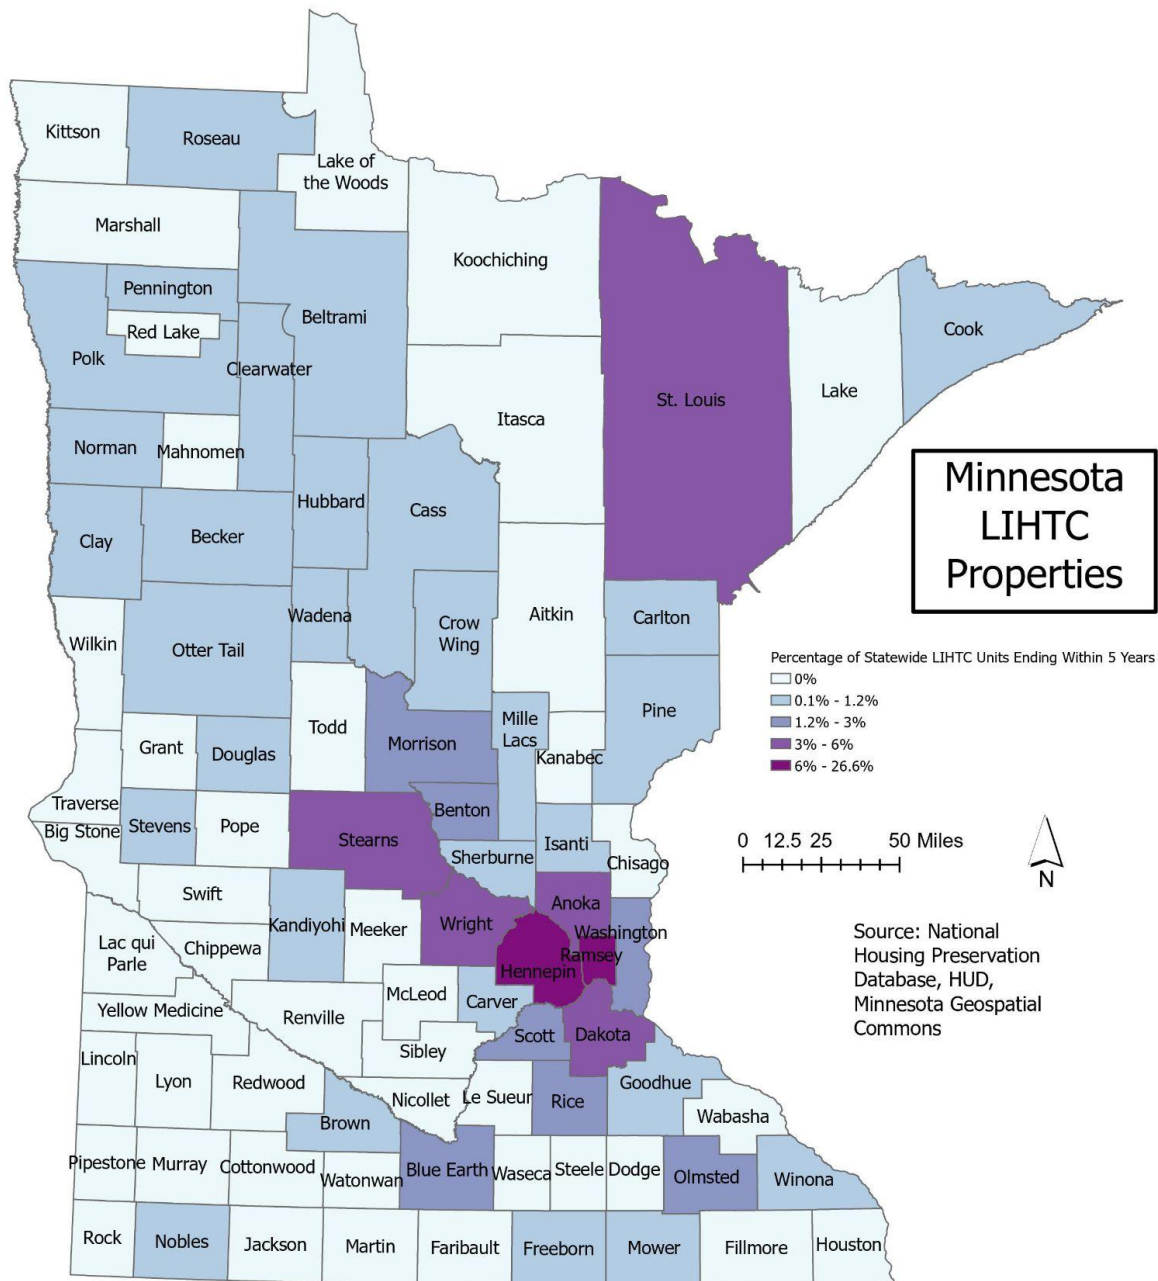 Kittson
Roseau
Lake of
the Woods
Marshall
Koochiching
Pennington
Beltrami
Red Lake
Cook
Polk
Clearwater
St. Louis
Lake
Itasca
Norman
Mahnomen
Minnesota
LIHTC
Properties
Hubbard
Cass
Becker
Clay
Wadena
Aitkin
Carlton
Crow
Wing
Wilkin
Otter Tail
Percentage of Statewide LIHTC Units Ending Within 5 Years
0%
0.1% - 1.2%
1.2% - 3%
3% - 6%
6% - 26.6%
Pine
Mille
Lacs
Todd
Morrison
Grant
Douglas
Kanabec
Traverse
Big Stone
Stevens
Pope
Benton
Stearns
Isanti
Sherburne
Chisago
0 12.5 25 50 Miles
N
Swift
Anoka
Kandiyohi
Meeker
Wright
Washington
Ramsey
Hennepin
Source: National
Housing Preservation
Database, HUD,
Minnesota Geospatial
Commons
Lac qui
Parle
Chippewa
McLeod
Carver
Yellow Medicine
Renville
Scott
Dakota
Sibley
Lincoln
Lyon
Redwood
Goodhue
Nicollet
Le Sueur
Rice
Wabasha
Brown
Pipestone
Murray
Cottonwood
Watonwan
Blue Earth
Waseca
Steele
Dodge
Olmsted
Winona
Rock
Nobles
Jackson
Martin
Faribault
Freeborn
Mower
Fillmore
Houston